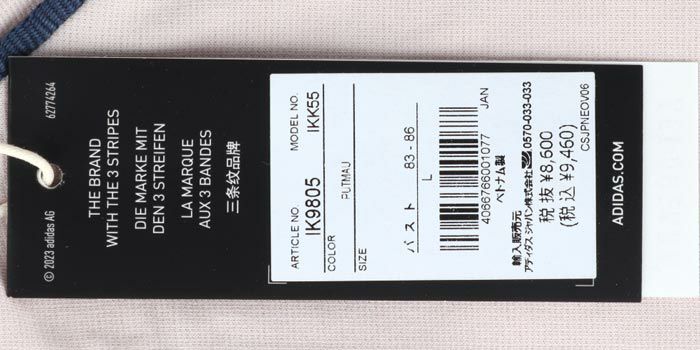 62774264
THE BRAND
WITH THE 3 STRIPES
DIE MARKE MIT
DEN 3 STREIFEN
LA MARQUE
AUX 3 BANDES
三条纹品牌
© 2023 adidas AG
ARTICLE NO.
IK9805
MODEL NO.
IKK55
COLOR
PUTMAU
SIZE
バスト 83 - 86
L
JAN
4066766001077
ベトナム製
輸入販売元
アディダス ジャパン株式会社 0570-033-033
税 抜 ¥8,600
(税 込 ¥9,460)
CSJPNEOV06
ADIDAS.COM